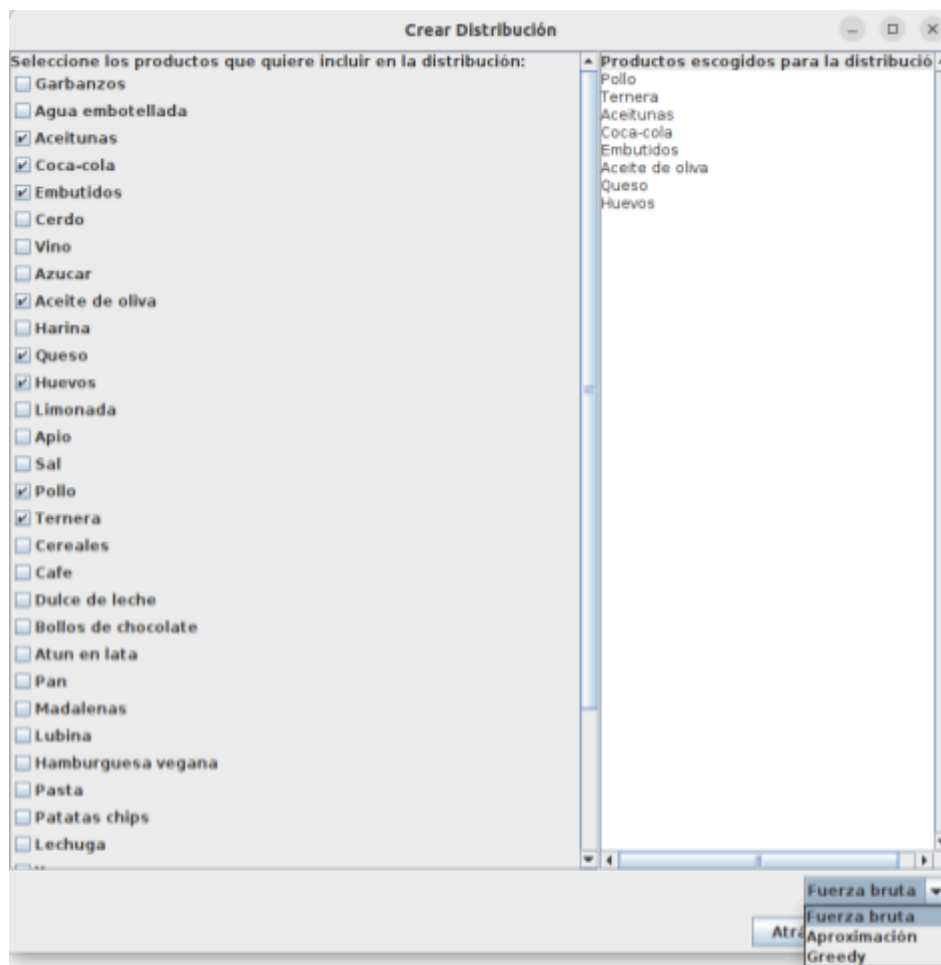 Crear Distribución
Seleccione los productos que quiere incluir en la distribución:
Garbanzos
Agua embotellada
Aceitunas
Coca-cola
Embutidos
Cerdo
Vino
Azucar
Aceite de oliva
Harina
Queso
Huevos
Limonada
Apio
Sal
Pollo
Ternera
Cereales
Cafe
Dulce de leche
Bollos de chocolate
Atun en lata
Pan
Madalenas
Lubina
Hamburguesa vegana
Pasta
Patatas chips
Lechuga
Productos escogidos para la distribució
Pollo
Ternera
Aceitunas
Coca-cola
Embutidos
Aceite de oliva
Queso
Huevos
Fuerza bruta
Fuerza bruta
Aproximación
Greedy
Atrá